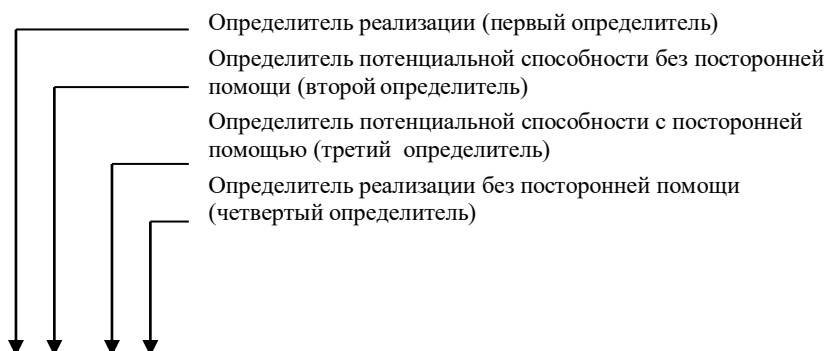 Определитель реализации (первый определитель)
Определитель потенциальной способности без посторонней
помощи (второй определитель)
Определитель потенциальной способности с посторонней
помощью (третий определитель)
Определитель реализации без посторонней помощи
(четвертый определитель)